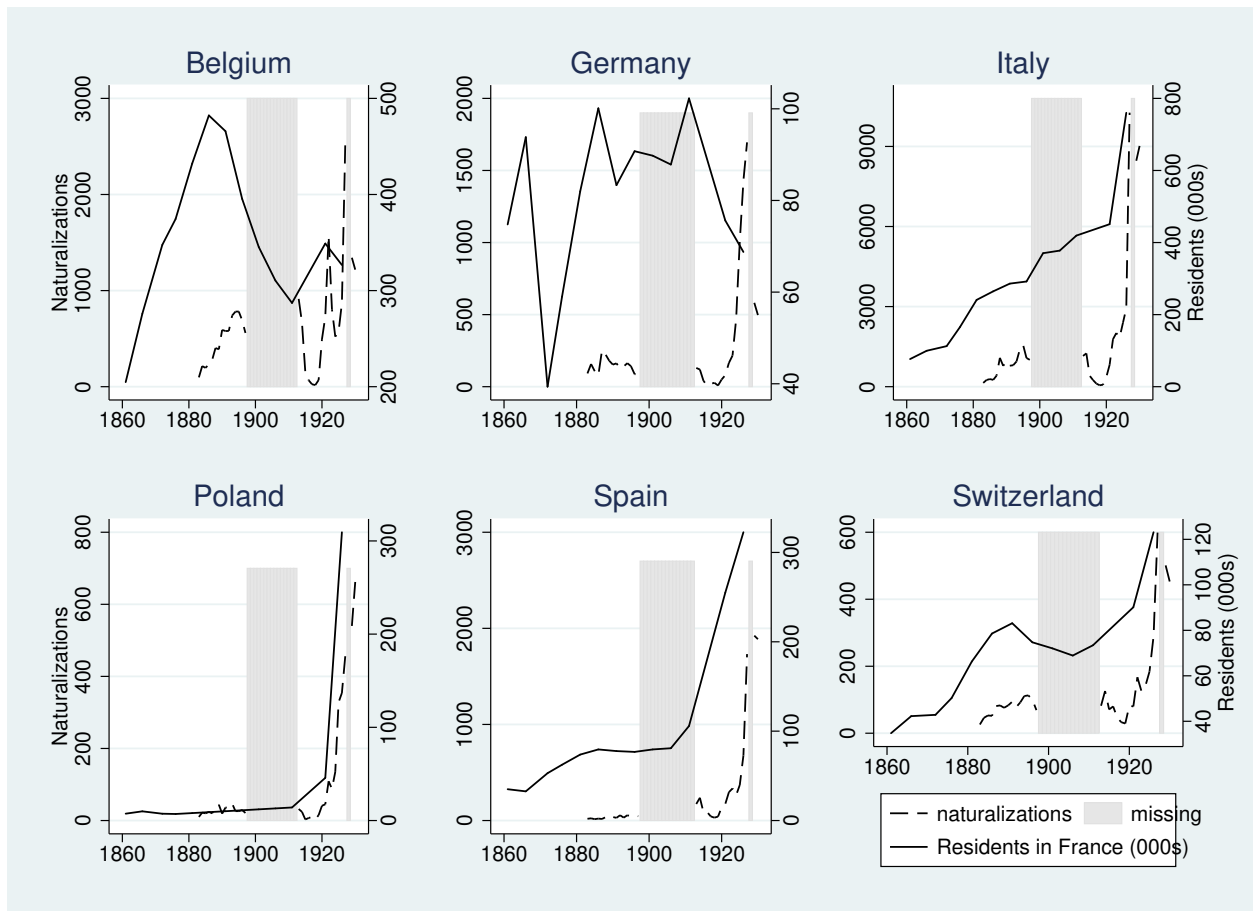 Belgium
Germany
Italy
Naturalizations
0 1000 2000 3000
200 300 400 500
1860 1880 1900 1920
0 500 1000 1500 2000
40 60 80 100
1860 1880 1900 1920
0 3000 6000 9000
0 200 400 600 800
Residents (000s)
1860 1880 1900 1920
Poland
Spain
Switzerland
Naturalizations
0 200 400 600 800
0 100 200 300
1860 1880 1900 1920
0 1000 2000 3000
0 100 200 300
1860 1880 1900 1920
0 200 400 600
40 60 80 100 120
Residents (000s)
1860 1880 1900 1920
naturalizations missing
Residents in France (000s)